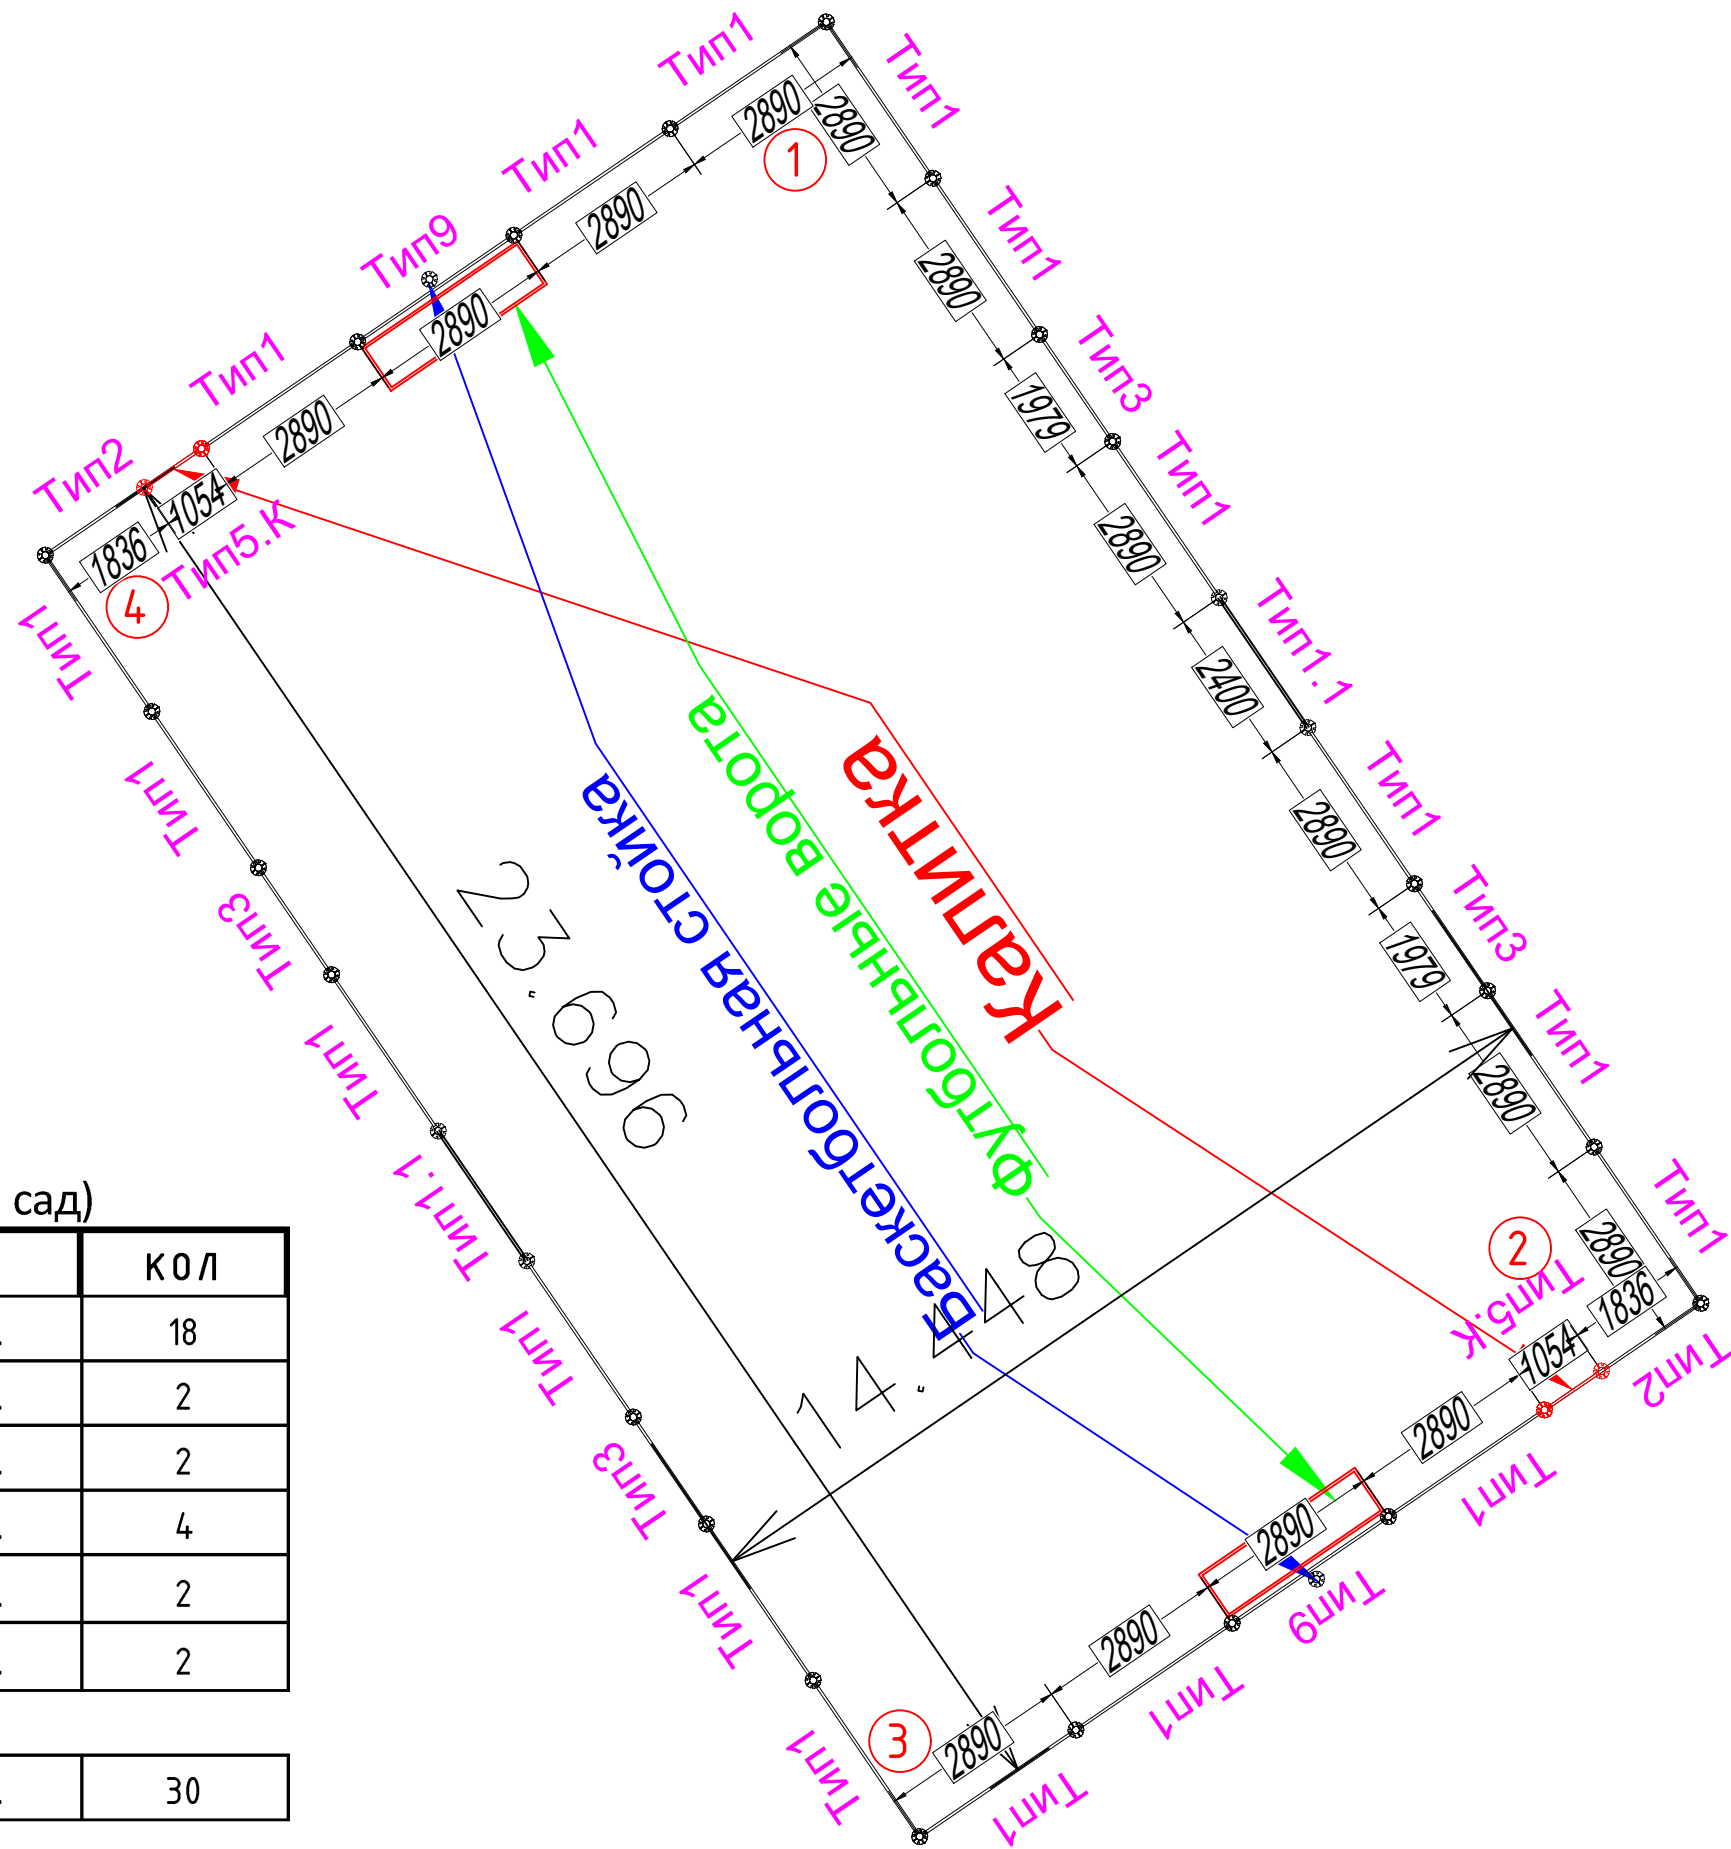 Тип1
Тип1
2890
2890
1
Тип1
2890
Тип1
Тип9
2890
2890
Тип1
2890
Тип3
1979
Тип2
1054
1836
Тип5.К
4
Тип1
2890
Тип1.1
2400
Тип1
2890
Тип3
1979
Тип1
2890
Тип1
2890
2
Тип5.К
1836
1054
Тип2
2890
Тип1
2890
Тип9
2890
Тип1
2890
Тип1
3
Тип1
Тип1
Тип3
Тип1
Тип1.1
Тип1
Тип3
Тип1
Тип1
Калитка
Футбольные ворота
Баскетбольная стойка
23.696
14.448
сад)
КОЛ
18
2
2
4
2
2
30